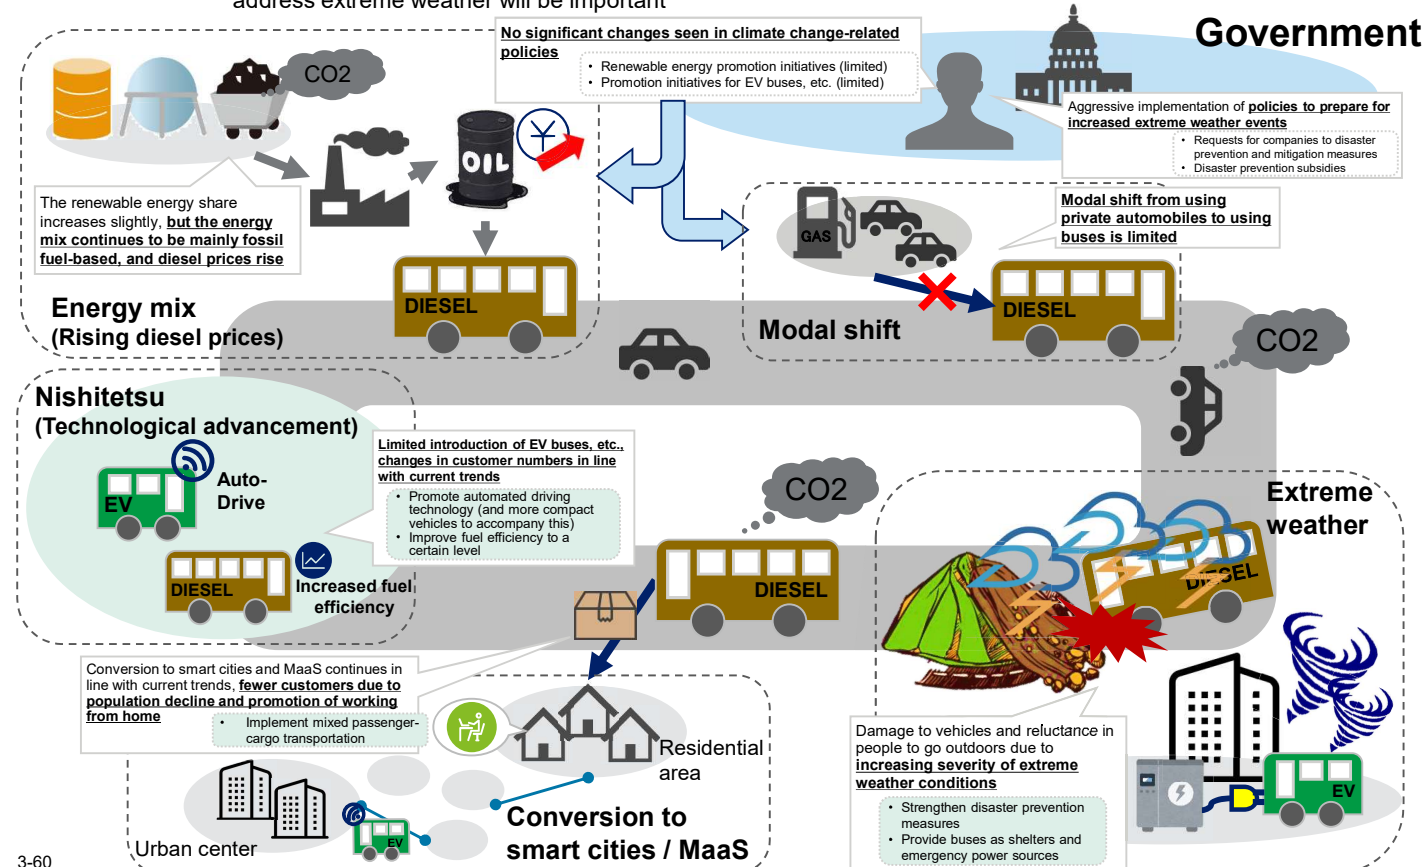 address extreme weather will be important
No significant changes seen in climate change-related
policies
• Renewable energy promotion initiatives (limited)
• Promotion initiatives for EV buses, etc. (limited)
Government
Aggressive implementation of policies to prepare for
increased extreme weather events
• Requests for companies to disaster
prevention and mitigation measures
• Disaster prevention subsidies
CO2
OIL
¥
The renewable energy share
increases slightly, but the energy
mix continues to be mainly fossil
fuel-based, and diesel prices rise
Energy mix
(Rising diesel prices)
DIESEL
GAS
Modal shift from using
private automobiles to using
buses is limited
Modal shift
DIESEL
CO2
Nishitetsu
(Technological advancement)
EV
Auto-
Drive
DIESEL
Increased fuel
efficiency
Limited introduction of EV buses, etc.,
changes in customer numbers in line
with current trends
• Promote automated driving
technology (and more compact
vehicles to accompany this)
• Improve fuel efficiency to a
certain level
CO2
DIESEL
Extreme
weather
DIESEL
EV
Damage to vehicles and reluctance in
people to go outdoors due to
increasing severity of extreme
weather conditions
• Strengthen disaster prevention
measures
• Provide buses as shelters and
emergency power sources
Conversion to smart cities and MaaS continues in
line with current trends, fewer customers due to
population decline and promotion of working
from home
• Implement mixed passenger-
cargo transportation
Residential
area
Urban center
EV
Conversion to
smart cities / MaaS
3-60